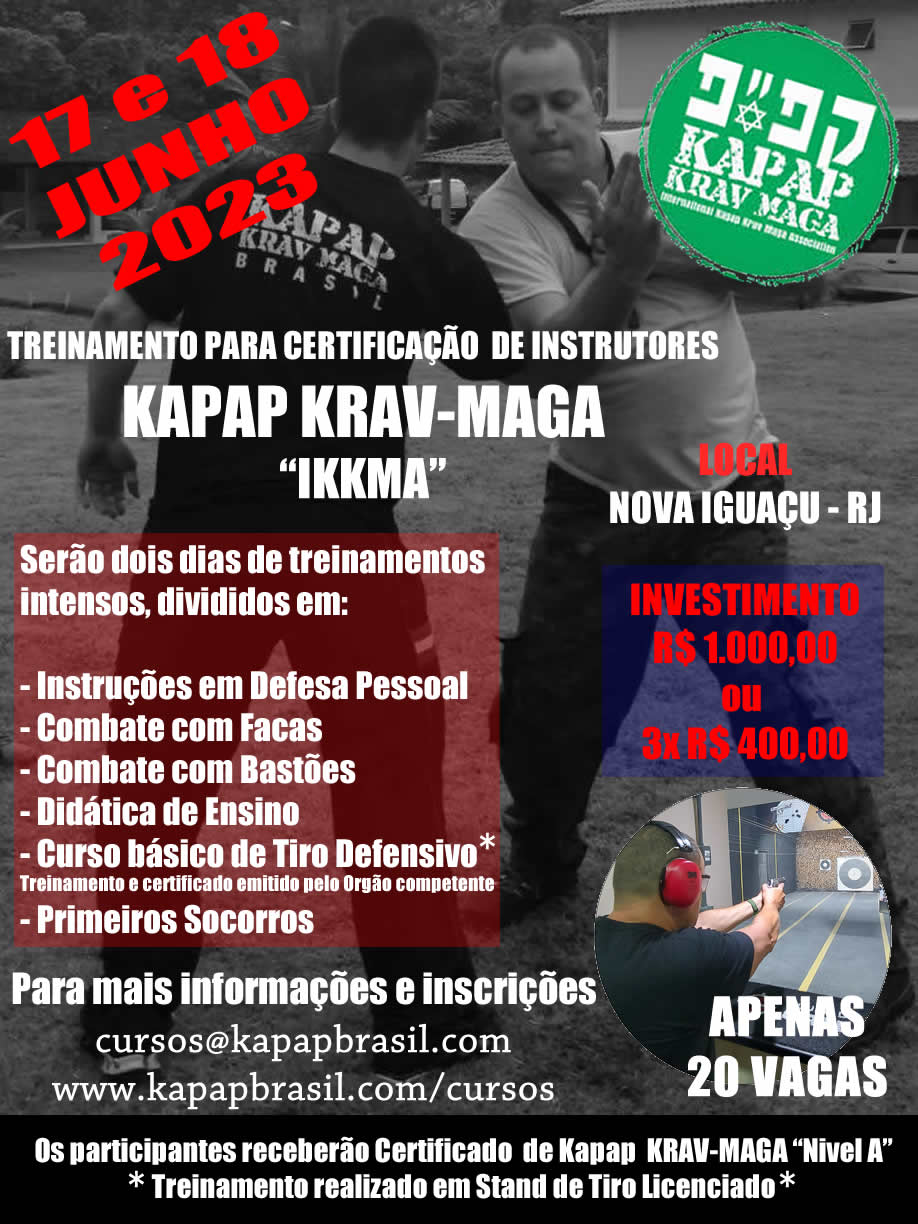 17 e 18
JUNHO
2023
קפ"פ
KAPAP
KRAV MAGA
International Kapap Krav Maga Association
KAPAP
KRAV MAGA
BRASIL
TREINAMENTO PARA CERTIFICAÇÃO DE INSTRUTORES
KAPAP KRAV-MAGA
“IKKMA”
LOCAL
NOVA IGUAÇU - RJ
Serão dois dias de treinamentos
intensos, divididos em:
- Instruções em Defesa Pessoal
- Combate com Facas
- Combate com Bastões
- Didática de Ensino
- Curso básico de Tiro Defensivo*
Treinamento e certificado emitido pelo Orgão competente
- Primeiros Socorros
INVESTIMENTO
R$ 1.000,00
ou
3x R$ 400,00
Para mais informações e inscrições
cursos@kapapbrasil.com
www.kapapbrasil.com/cursos
APENAS
20 VAGAS
Os participantes receberão Certificado de Kapap KRAV-MAGA “Nivel A”
* Treinamento realizado em Stand de Tiro Licenciado*